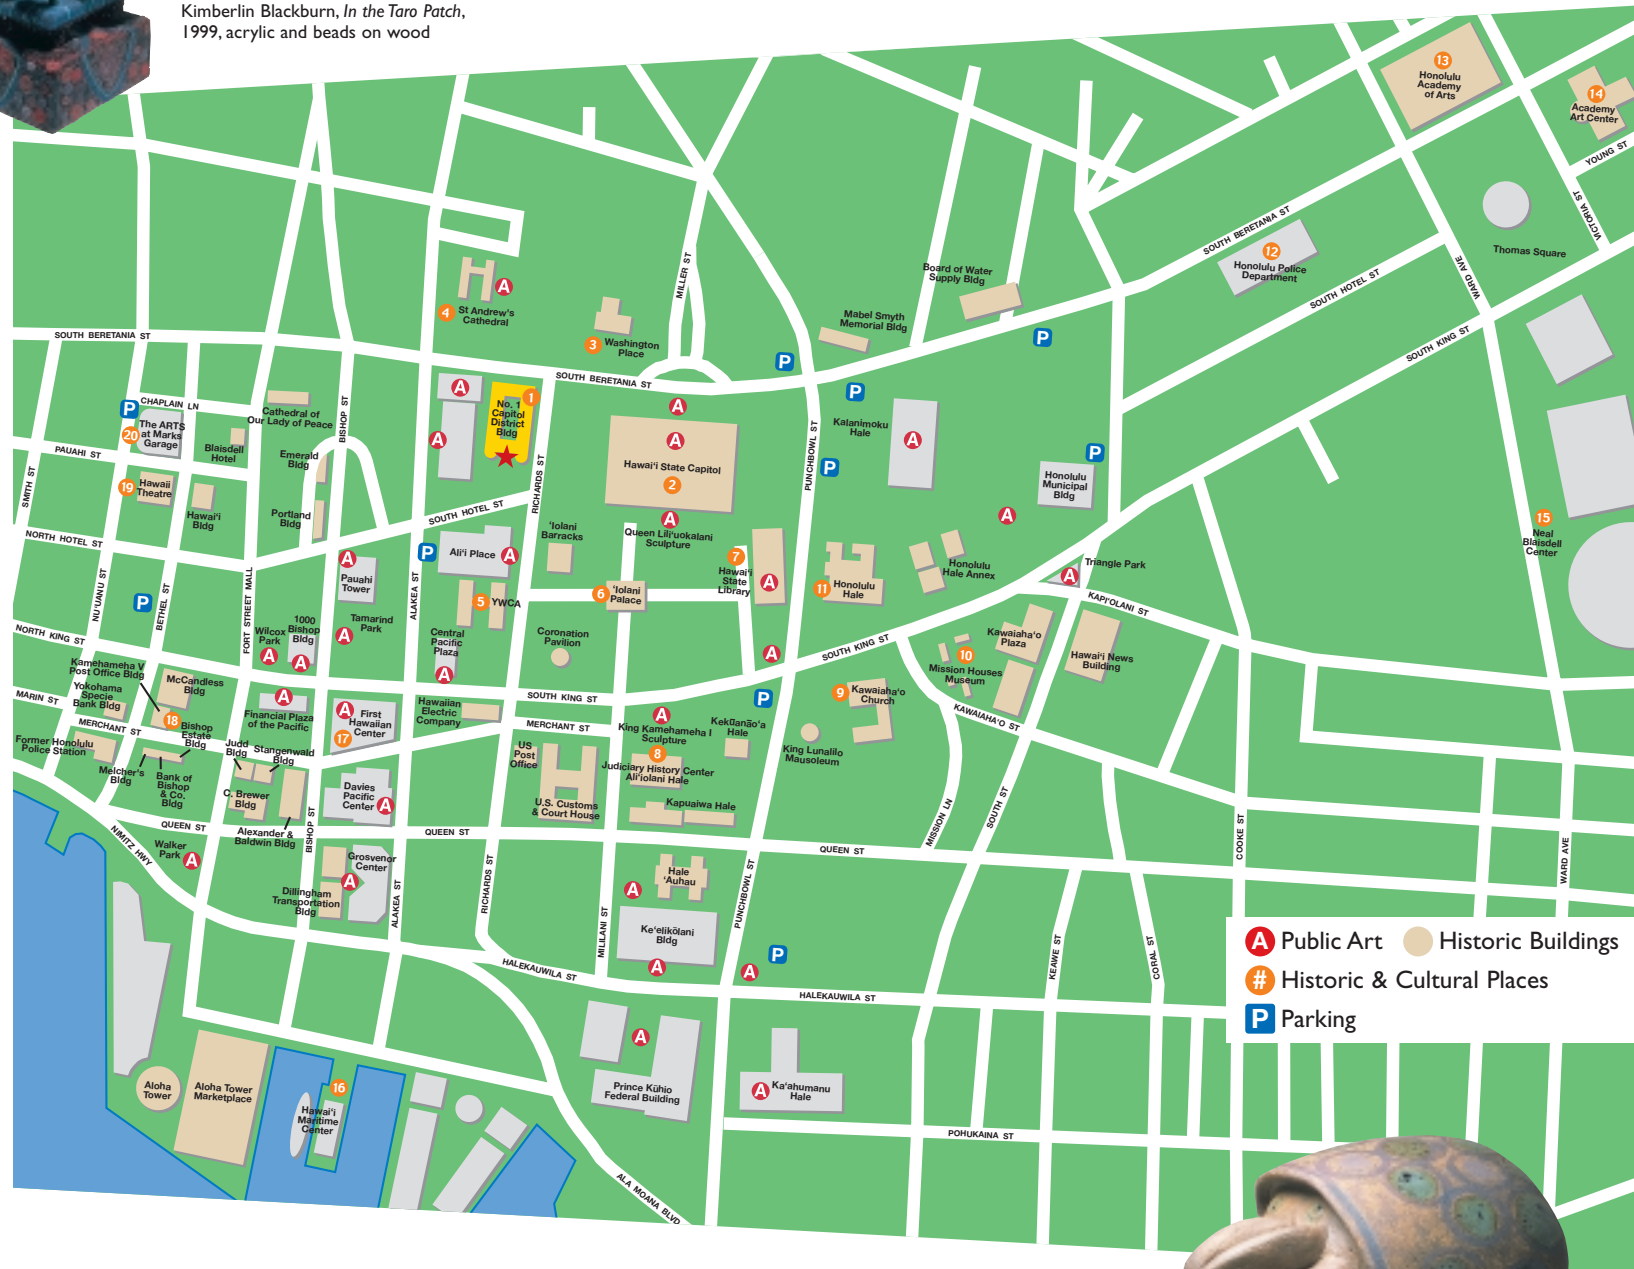 Kimberlin Blackburn, In the Taro Patch,
1999, acrylic and beads on wood
13
Honolulu
Academy
of Arts
14
Academy
Art Center
YOUNG ST
VICTORIA ST
Thomas Square
SOUTH BERETANIA ST
12
Honolulu Police
Department
SOUTH HOTEL ST
WARD AVE
SOUTH KING ST
MILLER ST
Board of Water
Supply Bldg
Mabel Smyth
Memorial Bldg
A
4
St Andrew's
Cathedral
3
Washington
Place
P
P
P
SOUTH BERETANIA ST
SOUTH BERETANIA ST
CHAPLAIN LN
P
20
The ARTS
at Marks
Garage
Cathedral of
Our Lady of Peace
BISHOP ST
Blaisdell
Hotel
Emerald
Bldg
A
A
1
No. 1
Capitol
District
Bldg
A
A
Hawai'i State Capitol
2
RICHARDS ST
PUNCHBOWL ST
Kalanimoku
Hale
A
P
P
Honolulu
Municipal
Bldg
A
15
Neal
Blaisdell
Center
PAUAHI ST
SMITH ST
19
Hawaii
Theatre
Hawai'i
Bldg
Portland
Bldg
SOUTH HOTEL ST
NORTH HOTEL ST
'Iolani
Barracks
A
Queen Lili'uokalani
Sculpture
7
Hawai'i
State
Library
A
11
Honolulu
Hale
Honolulu
Hale Annex
Triangle Park
A
KAPI'OLANI ST
A
Pauahi
Tower
P
Ali'i Place
A
5
YWCA
6
'Iolani
Palace
NU'UANU ST
P
BETHEL ST
FORT STREET MALL
ALAKEA ST
NORTH KING ST
Wilcox
Park
A
1000
Bishop
Bldg
A
A
Tamarind
Park
Central
Pacific
Plaza
A
Coronation
Pavilion
A
SOUTH KING ST
10
Mission Houses
Museum
Kawaiaha'o
Plaza
Hawai'i News
Building
Kamehameha V
Post Office Bldg
McCandless
Bldg
Yokohama
Specie
Bank Bldg
MARIN ST
MERCHANT ST
18
Bishop
Estate
Bldg
A
Financial Plaza
of the Pacific
A
First
Hawaiian
Center
17
Hawaiian
Electric
Company
SOUTH KING ST
MERCHANT ST
A
King Kamehameha I
Sculpture
8
Judiciary History Center
Ali'iolani Hale
Kekūanāo'a
Hale
P
9
Kawaiaha'o
Church
King Lunalilo
Mausoleum
KAWAIAHA'O ST
Former Honolulu
Police Station
Melcher's
Bldg
Bank of
Bishop
& Co.
Bldg
Judd
Bldg
Stangenwald
Bldg
C. Brewer
Bldg
Alexander &
Baldwin Bldg
US
Post
Office
U.S. Customs
& Court House
Kapuaiwa Hale
Davies
Pacific
Center
A
MISSION LN
SOUTH ST
COOKE ST
WARD AVE
NIMITZ HWY
QUEEN ST
QUEEN ST
QUEEN ST
BISHOP ST
Walker
Park
A
Grosvenor
Center
A
Dillingham
Transportation
Bldg
ALAKEA ST
RICHARDS ST
MILILANI ST
A
Hale
'Auhau
PUNCHBOWL ST
Ke'elikōlani
Bldg
A
A
P
HALEKAUWILA ST
HALEKAUWILA ST
KEAWE ST
CORAL ST
A Public Art
Historic Buildings
# Historic & Cultural Places
P Parking
A
Prince Kūhio
Federal Building
A
Ka'ahumanu
Hale
POHUKAINA ST
Aloha
Tower
Aloha Tower
Marketplace
16
Hawai'i
Maritime
Center
ALA MOANA BLVD